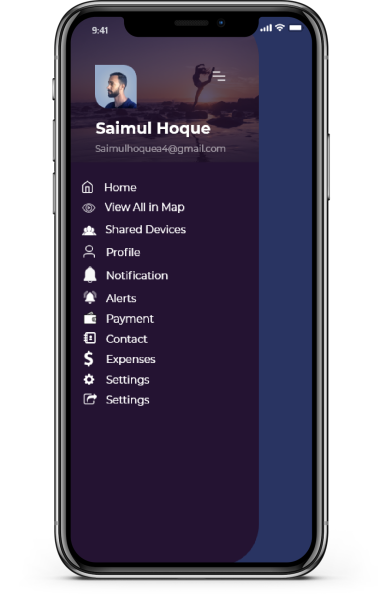 9:41
Saimul Hoque
Saimulhoquea4@gmail.com
Home
View All in Map
Shared Devices
Profile
Notification
Alerts
Payment
Contact
Expenses
Settings
Settings